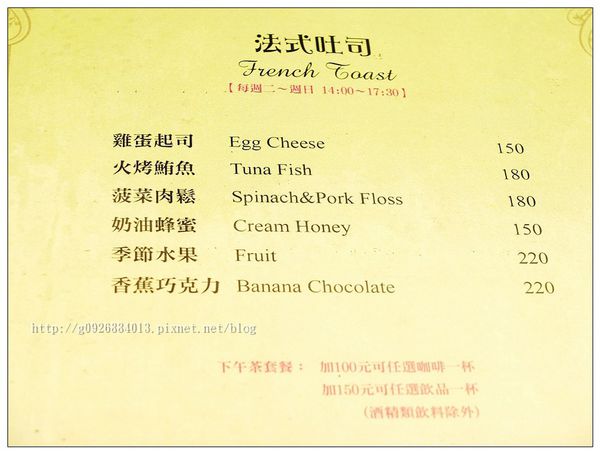 法式吐司
French Toast
【每週二～週日 14:00～17:30】
雞蛋起司 Egg Cheese 150
火烤鮪魚 Tuna Fish 180
菠菜肉鬆 Spinach&Pork Floss 180
奶油蜂蜜 Cream Honey 150
季節水果 Fruit 220
香蕉巧克力 Banana Chocolate 220
http://g0926884013.pixnet.net/blog
下午茶套餐： 加100元可任選咖啡一杯
加150元可任選飲品一杯
(酒精類飲料除外)